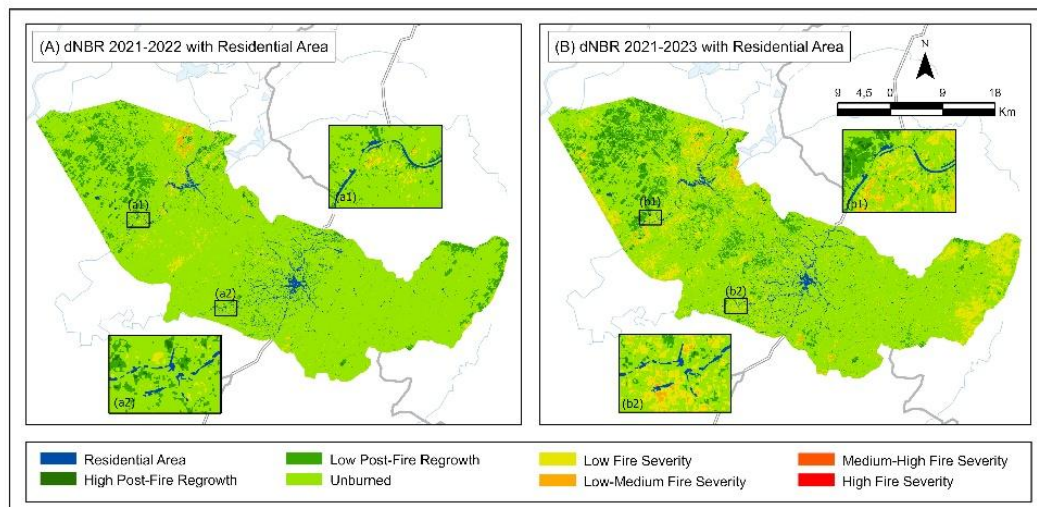 (A) dNBR 2021-2022 with Residential Area
(a1)
(a1)
(a2)
(a2)
(B) dNBR 2021-2023 with Residential Area
N
9 4,5 0 9 18
Km
(b1)
(b1)
(b2)
(b2)
Residential Area
High Post-Fire Regrowth
Low Post-Fire Regrowth
Unburned
Low Fire Severity
Low-Medium Fire Severity
Medium-High Fire Severity
High Fire Severity